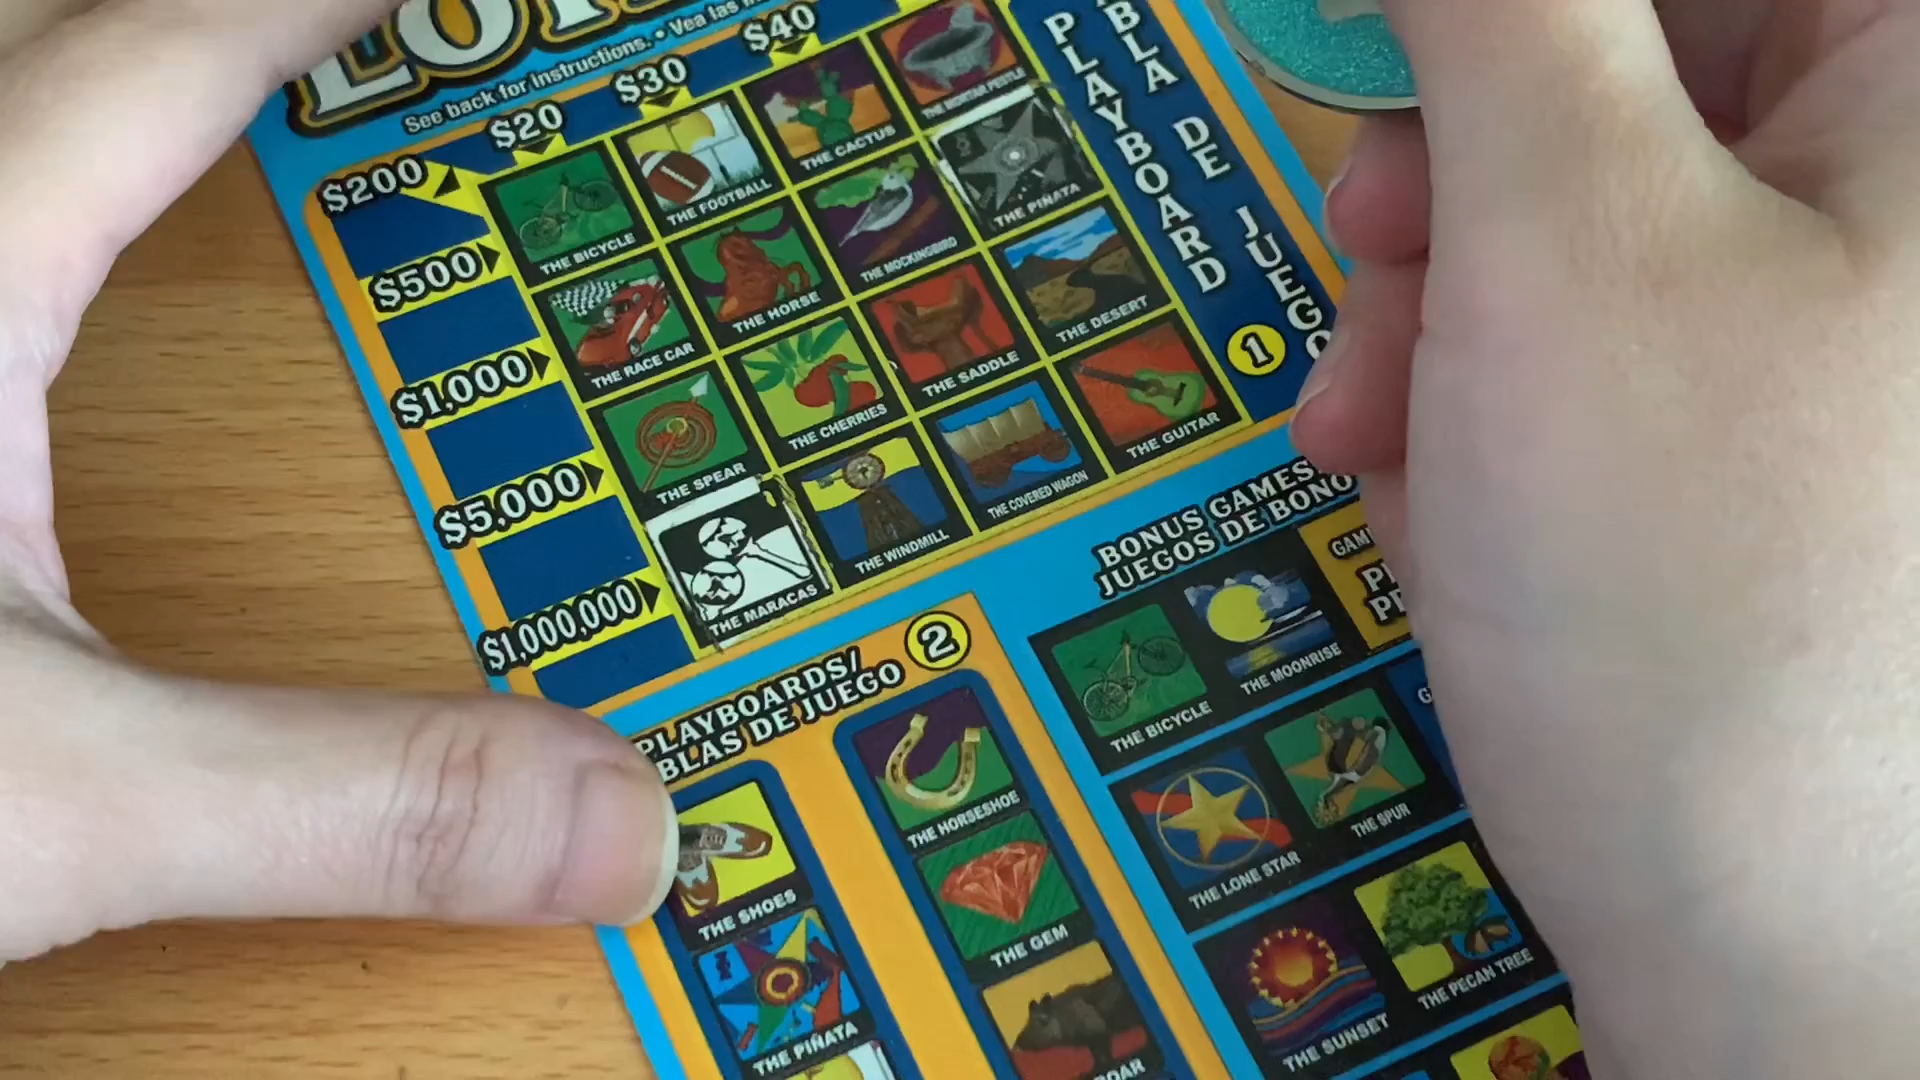 See back for instructions. • Vea las
$20
$30
$40
$200
$500
$1,000
$5,000
$1,000,000
THE BICYCLE
THE FOOTBALL
THE CACTUS
THE MORTAR PESTLE
THE RACE CAR
THE HORSE
THE MOCKINGBIRD
THE PIÑATA
THE SPEAR
THE CHERRIES
THE SADDLE
THE DESERT
THE MARACAS
THE WINDMILL
THE COVERED WAGON
THE GUITAR
PLAYBOARD
DE JUEGO
1
PLAYBOARDS/
DE JUEGO
2
THE SHOES
THE PIÑATA
THE HORSESHOE
THE GEM
BONUS GAMES
JUEGOS DE BONO
THE BICYCLE
THE MOONRISE
THE LONE STAR
THE SPUR
THE SUNSET
THE PECAN TREE